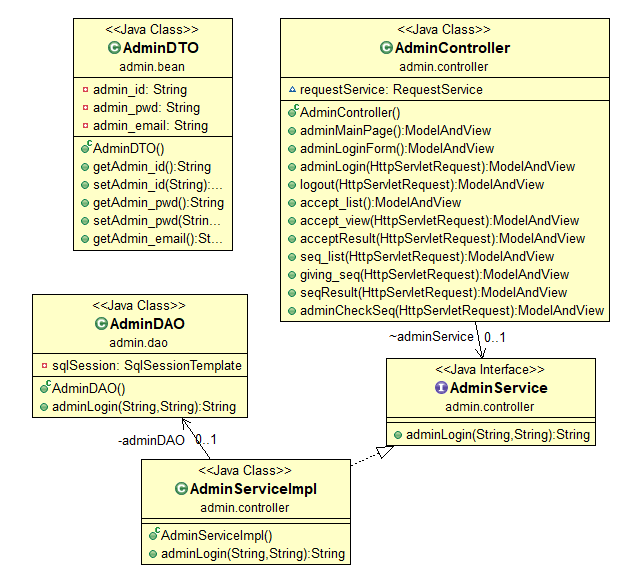 <<Java Class>>
AdminDTO
admin.bean
admin_id: String
admin_pwd: String
admin_email: String
AdminDTO()
getAdmin_id():String
setAdmin_id(String):...
getAdmin_pwd():String
setAdmin_pwd(Strin...
getAdmin_email():St...
<<Java Class>>
AdminController
admin.controller
requestService: RequestService
AdminController()
adminMainPage():ModelAndView
adminLoginForm():ModelAndView
adminLogin(HttpServletRequest):ModelAndView
logout(HttpServletRequest):ModelAndView
accept_list():ModelAndView
accept_view(HttpServletRequest):ModelAndView
acceptResult(HttpServletRequest):ModelAndView
seq_list(HttpServletRequest):ModelAndView
giving_seq(HttpServletRequest):ModelAndView
seqResult(HttpServletRequest):ModelAndView
adminCheckSeq(HttpServletRequest):ModelAndView
~adminService 0..1
<<Java Class>>
AdminDAO
admin.dao
sqlSession: SqlSessionTemplate
AdminDAO()
adminLogin(String,String):String
<<Java Interface>>
AdminService
admin.controller
adminLogin(String,String):String
-adminDAO 0..1
<<Java Class>>
AdminServiceImpl
admin.controller
AdminServiceImpl()
adminLogin(String,String):String